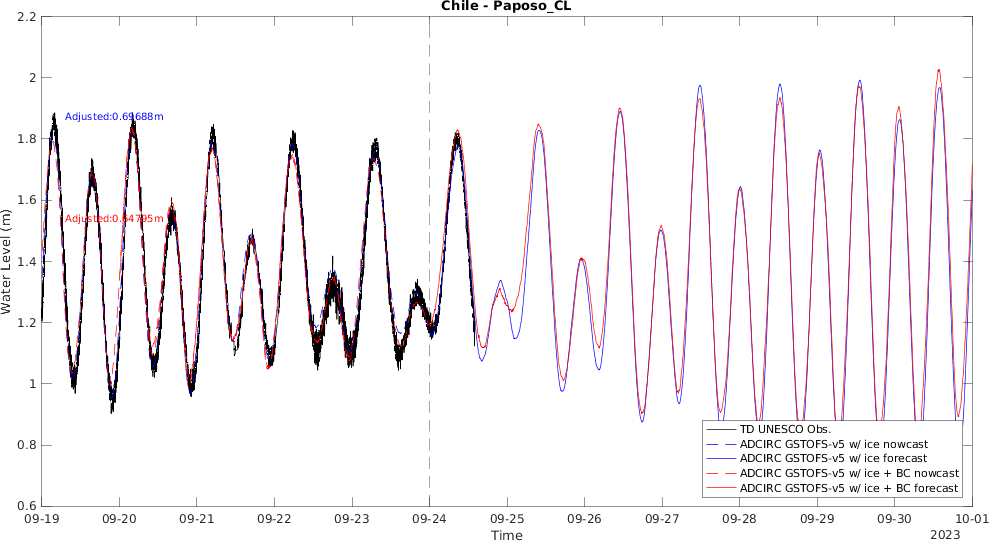 Chile - Paposo_CL
2.2
2
1.8
1.6
1.4
1.2
1
0.8
0.6
Water Level (m)
Adjusted:0.69688m
Adjusted:0.64795m
TD UNESCO Obs.
ADCIRC GSTOFS-v5 w/ ice nowcast
ADCIRC GSTOFS-v5 w/ ice forecast
ADCIRC GSTOFS-v5 w/ ice + BC nowcast
ADCIRC GSTOFS-v5 w/ ice + BC forecast
09-19 09-20 09-21 09-22 09-23 09-24 09-25 09-26 09-27 09-28 09-29 09-30 10-01
Time
2023